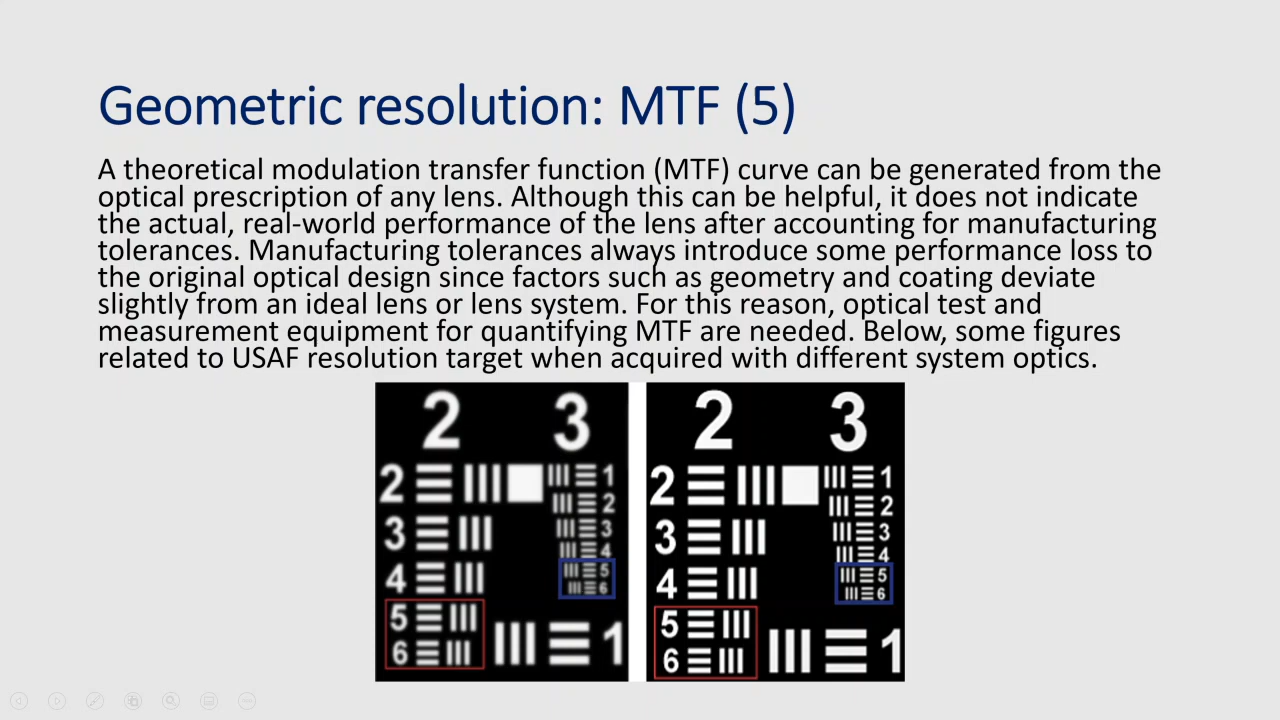 Geometric resolution: MTF (5)
A theoretical modulation transfer function (MTF) curve can be generated from the
optical prescription of any lens. Although this can be helpful, it does not indicate
the actual, real-world performance of the lens after accounting for manufacturing
tolerances. Manufacturing tolerances always introduce some performance loss to
the original optical design since factors such as geometry and coating deviate
slightly from an ideal lens or lens system. For this reason, optical test and
measurement equipment for quantifying MTF are needed. Below, some figures
related to USAF resolution target when acquired with different system optics.
2 3
2 1
2
3 3
4
4 5
6
5
6 1
2 3
2 1
2
3 3
4
4 5
6
5
6 1